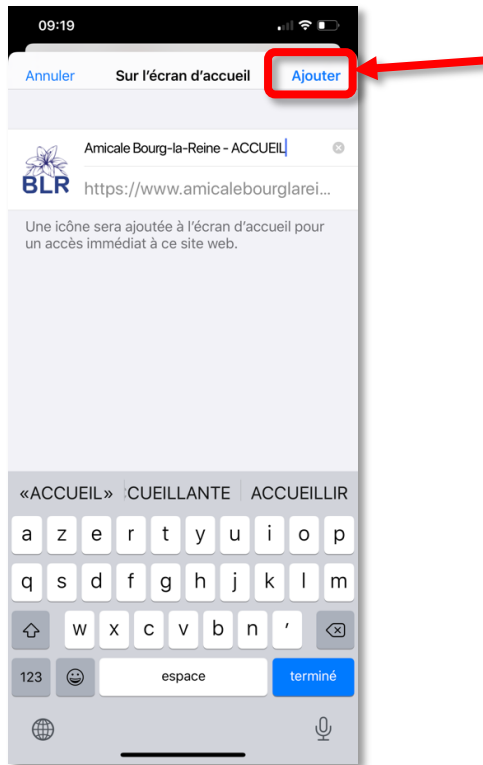 09:19
Annuler Sur l'écran d'accueil Ajouter
Amicale Bourg-la-Reine - ACCUEIL
BLR
https://www.amicalebourglarei...
Une icône sera ajoutée à l'écran d'accueil pour
un accès immédiat à ce site web.
«ACCUEIL» CUEILLANTE ACCUEILLIR
a z e r t y u i o p
q s d f g h j k l m
w x c v b n ′
123 espace terminé